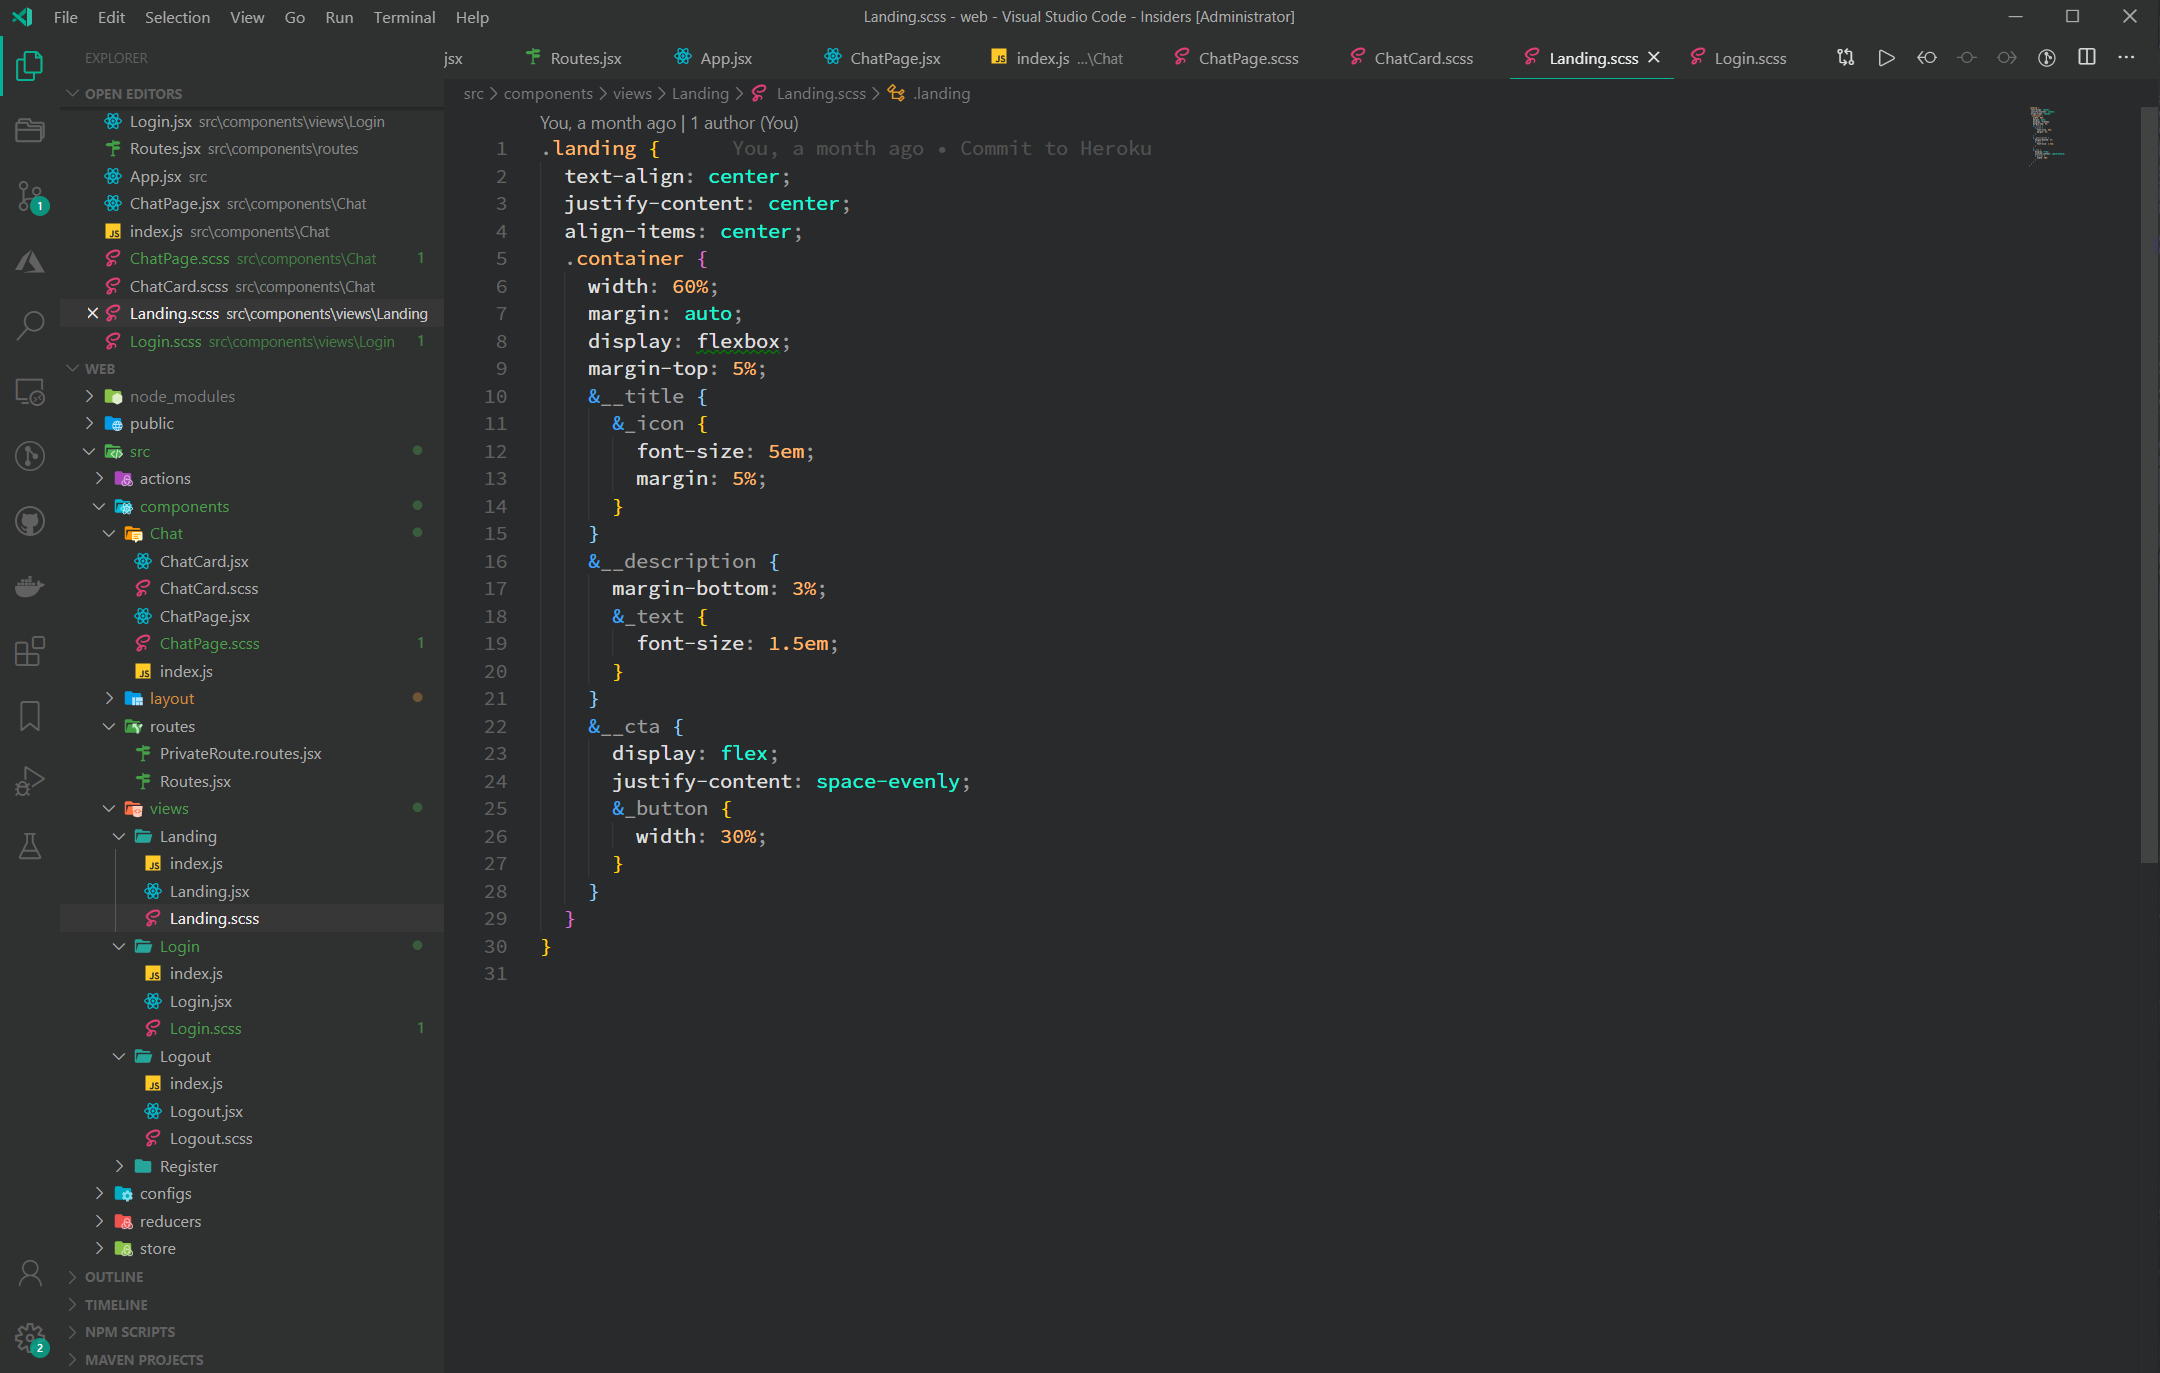 File Edit Selection View Go Run Terminal Help
Landing.scss - web - Visual Studio Code - Insiders [Administrator]
EXPLORER
OPEN EDITORS
Login.jsx src\components\views\Login
Routes.jsx src\components\routes
App.jsx src
ChatPage.jsx src\components\Chat
index.js src\components\Chat
ChatPage.scss src\components\Chat 1
ChatCard.scss src\components\Chat
Landing.scss src\components\views\Landing
Login.scss src\components\views\Login 1
WEB
node_modules
public
src
actions
components
Chat
ChatCard.jsx
ChatCard.scss
ChatPage.jsx
ChatPage.scss 1
index.js
layout
routes
PrivateRoute.routes.jsx
Routes.jsx
views
Landing
index.js
Landing.jsx
Landing.scss
Login
index.js
Login.jsx
Login.scss 1
Logout
index.js
Logout.jsx
Logout.scss
Register
configs
reducers
store
OUTLINE
TIMELINE
NPM SCRIPTS
MAVEN PROJECTS
1
2
jsx Routes.jsx App.jsx ChatPage.jsx JS index.js ...\Chat ChatPage.scss ChatCard.scss Landing.scss Login.scss
src > components > views > Landing > Landing.scss > .landing
You, a month ago | 1 author (You)
1 .landing { You, a month ago • Commit to Heroku
2 text-align: center;
3 justify-content: center;
4 align-items: center;
5 .container {
6 width: 60%;
7 margin: auto;
8 display: flexbox;
9 margin-top: 5%;
10 &__title {
11 &_icon {
12 font-size: 5em;
13 margin: 5%;
14 }
15 }
16 &__description {
17 margin-bottom: 3%;
18 &_text {
19 font-size: 1.5em;
20 }
21 }
22 &__cta {
23 display: flex;
24 justify-content: space-evenly;
25 &_button {
26 width: 30%;
27 }
28 }
29 }
30 }
31